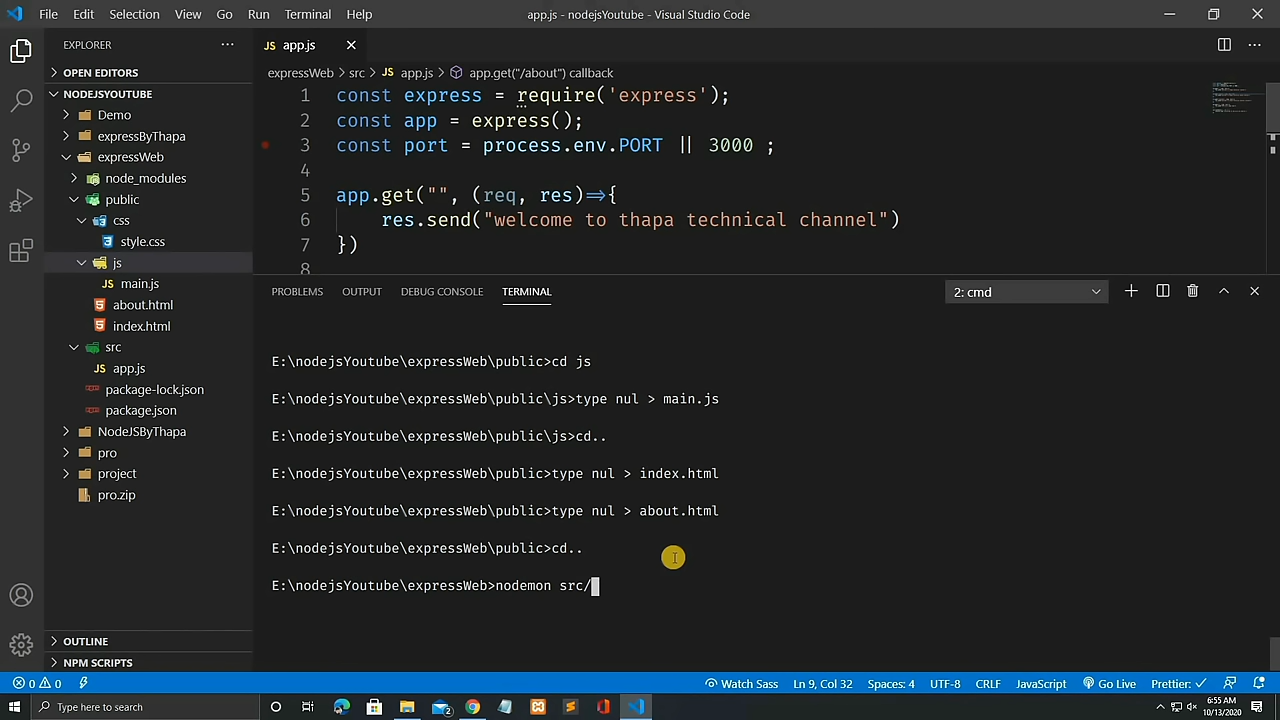 File Edit Selection View Go Run Terminal Help app.js - nodejsYoutube - Visual Studio Code
EXPLORER ···
JS app.js
OPEN EDITORS
expressWeb > src > JS app.js > app.get("/about") callback
NODEJSYOUTUBE
Demo
expressByThapa
expressWeb
node_modules
public
css
style.css
js
JS main.js
about.html
index.html
src
JS app.js
package-lock.json
package.json
NodeJSByThapa
pro
project
pro.zip
OUTLINE
NPM SCRIPTS
1 const express = require('express');
2 const app = express();
3 const port = process.env.PORT || 3000 ;
4
5 app.get("", (req, res)=>{
6 res.send("welcome to thapa technical channel")
7 })
8
PROBLEMS OUTPUT DEBUG CONSOLE TERMINAL 2: cmd
E:\nodejsYoutube\expressWeb\public>cd js
E:\nodejsYoutube\expressWeb\public\js>type nul > main.js
E:\nodejsYoutube\expressWeb\public\js>cd..
E:\nodejsYoutube\expressWeb\public>type nul > index.html
E:\nodejsYoutube\expressWeb\public>type nul > about.html
E:\nodejsYoutube\expressWeb\public>cd..
E:\nodejsYoutube\expressWeb>nodemon src/
0 0 Watch Sass Ln 9, Col 32 Spaces: 4 UTF-8 CRLF JavaScript Go Live Prettier: ✓
Type here to search 2 6:55 AM
10/13/2020